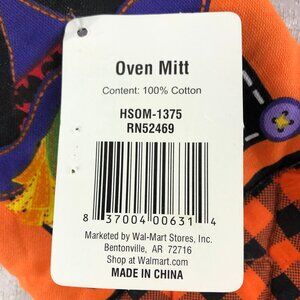 Oven Mitt
Content: 100% Cotton
HSOM-1375
RN52469
8 37004 00631 4
Marketed by Wal-Mart Stores, Inc.
Bentonville, AR 72716
Shop at Walmart.com
MADE IN CHINA